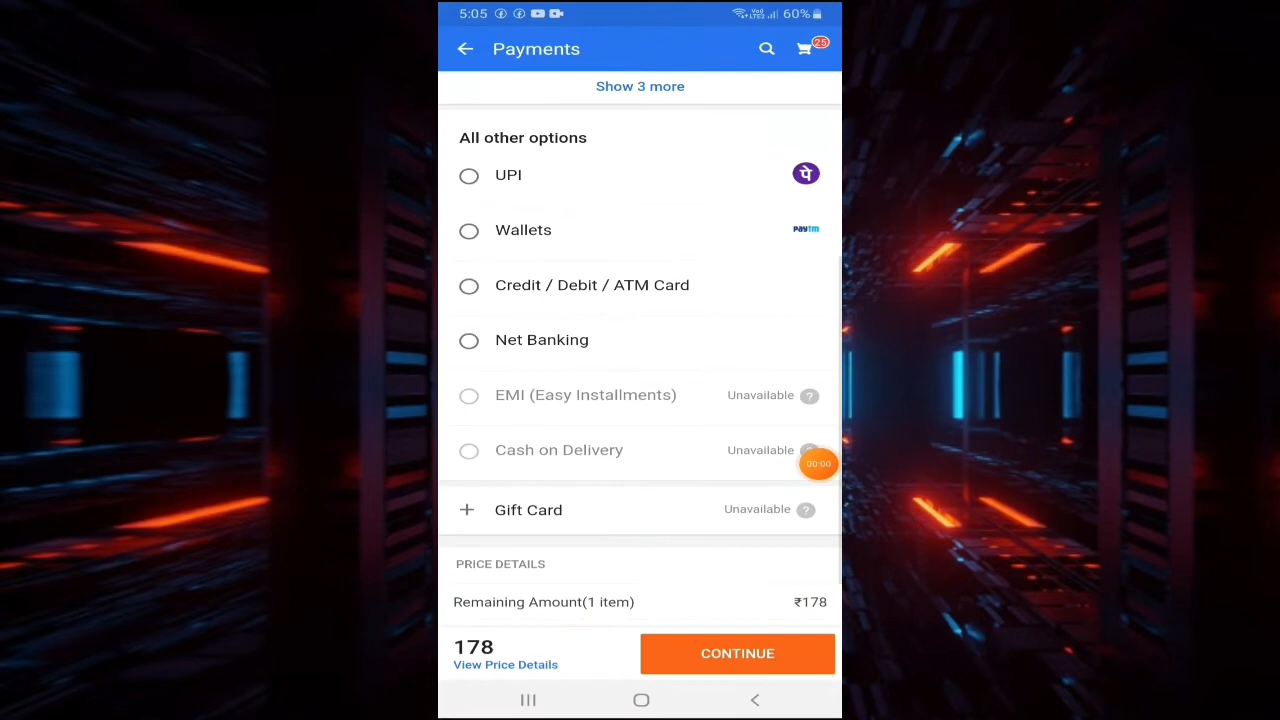 5:05 60%
Payments 25
Show 3 more
All other options
UPI पे
Wallets Paytm
Credit / Debit / ATM Card
Net Banking
EMI (Easy Installments) Unavailable ?
Cash on Delivery Unavailable
00:00
+ Gift Card Unavailable ?
PRICE DETAILS
Remaining Amount(1 item) ₹178
178
View Price Details
CONTINUE